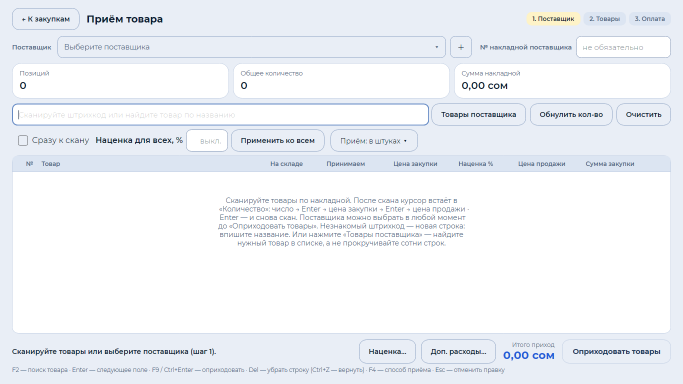 ← К закупкам
Приём товара
1. Поставщик
2. Товары
3. Оплата
Поставщик
Выберите поставщика
+
№ накладной поставщика
не обязательно
Позиций
0
Общее количество
0
Сумма накладной
0,00 сом
Сканируйте штрихкод или найдите товар по названию
Товары поставщика
Обнулить кол-во
Очистить
Сразу к скану
Наценка для всех, %
выкл.
Применить ко всем
Приём: в штуках
№ Товар На складе Принимаем Цена закупки Наценка % Цена продажи Сумма закупки
Сканируйте товары по накладной. После скана курсор встаёт в
«Количество»: число → Enter → цена закупки → Enter → цена продажи ·
Enter — и снова скан. Поставщика можно выбрать в любой момент
до «Оприходовать товары». Незнакомый штрихкод — новая строка:
впишите название. Или нажмите «Товары поставщика» — найдите
нужный товар в списке, а не прокручивайте сотни строк.
Сканируйте товары или выберите поставщика (шаг 1).
Наценка...
Доп. расходы...
Итого приход
0,00 сом
Оприходовать товары
F2 — поиск товара · Enter — следующее поле · F9 / Ctrl+Enter — оприходовать · Del — убрать строку (Ctrl+Z — вернуть) · F4 — способ приёма · Esc — отменить правку